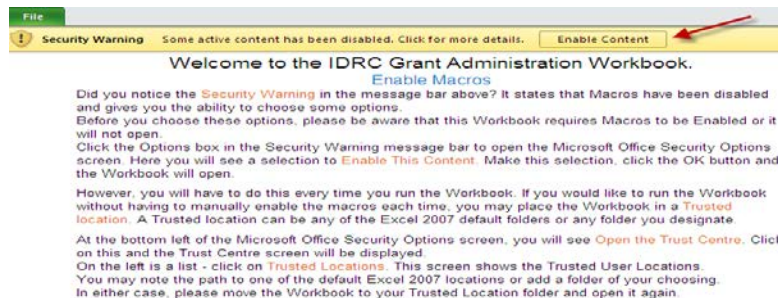 File
Security Warning Some active content has been disabled. Click for more details. Enable Content
Welcome to the IDRC Grant Administration Workbook.
Enable Macros
Did you notice the Security Warning in the message bar above? It states that Macros have been disabled
and gives you the ability to choose some options.
Before you choose these options, please be aware that this Workbook requires Macros to be Enabled or it
will not open.
Click the Options box in the Security Warning message bar to open the Microsoft Office Security Options
screen. Here you will see a selection to Enable This Content. Make this selection, click the OK button and
the Workbook will open.
However, you will have to do this every time you run the Workbook. If you would like to run the Workbook
without having to manually enable the macros each time, you may place the Workbook in a Trusted
location. A Trusted location can be any of the Excel 2007 default folders or any folder you designate.
At the bottom left of the Microsoft Office Security Options screen, you will see Open the Trust Centre. Click
on this and the Trust Centre screen will be displayed.
On the left is a list - click on Trusted Locations. This screen shows the Trusted User Locations.
You may note the path to one of the default Excel 2007 locations or add a folder of your choosing.
In either case, please move the Workbook to your Trusted Location folder and open it again.